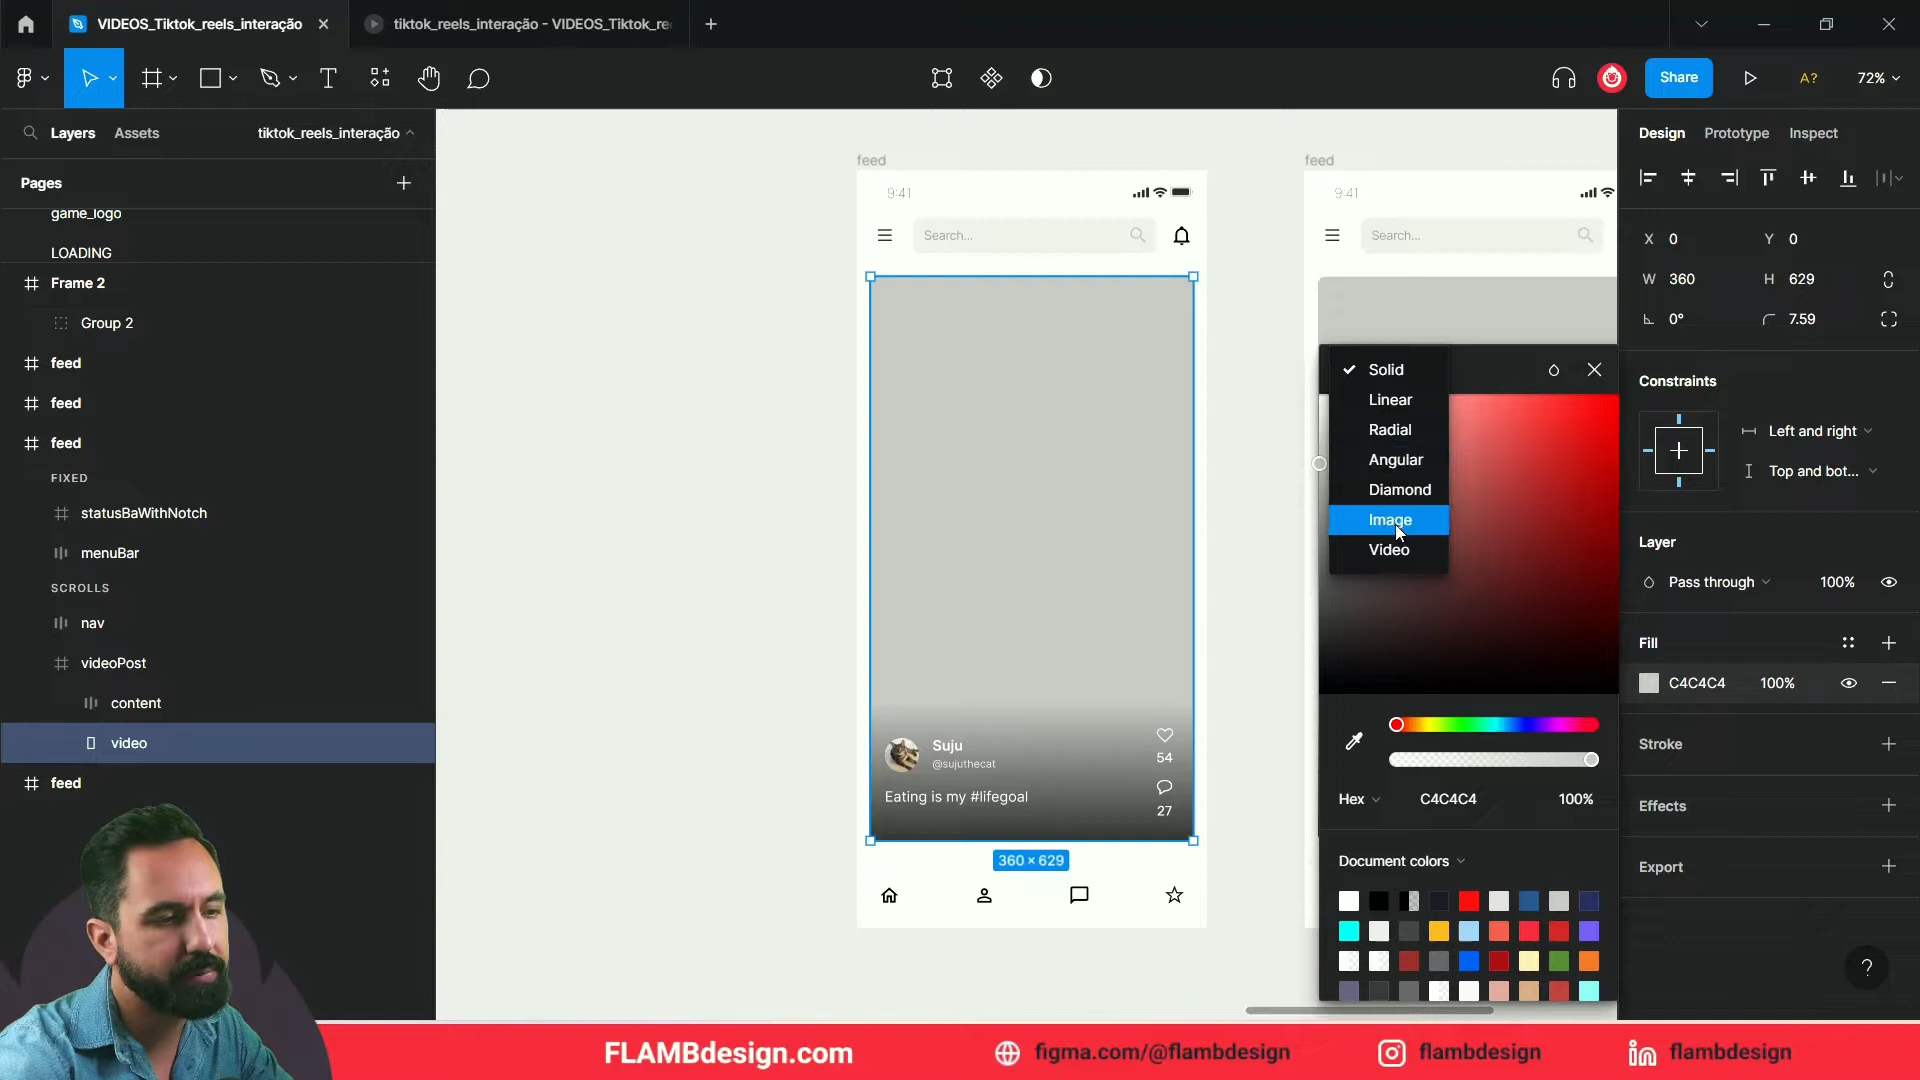 VIDEOS_Tiktok_reels_interação
tiktok_reels_interação - VIDEOS_Tiktok_re
Share
A?
72%
Layers
Assets
tiktok_reels_interação
Pages
game_logo
LOADING
Frame 2
Group 2
feed
feed
feed
FIXED
statusBaWithNotch
menuBar
SCROLLS
nav
videoPost
content
video
feed
feed
9:41
Search...
Suju
@sujuthecat
Eating is my #lifegoal
54
27
360 × 629
feed
9:41
Search...
Solid
Linear
Radial
Angular
Diamond
Image
Video
Hex
C4C4C4
100%
Document colors
Design
Prototype
Inspect
X 0
Y 0
W 360
H 629
0°
7.59
Constraints
Left and right
Top and bot...
Layer
Pass through
100%
Fill
C4C4C4
100%
Stroke
Effects
Export
?
FLAMBdesign.com
figma.com/@flambdesign
flambdesign
flambdesign